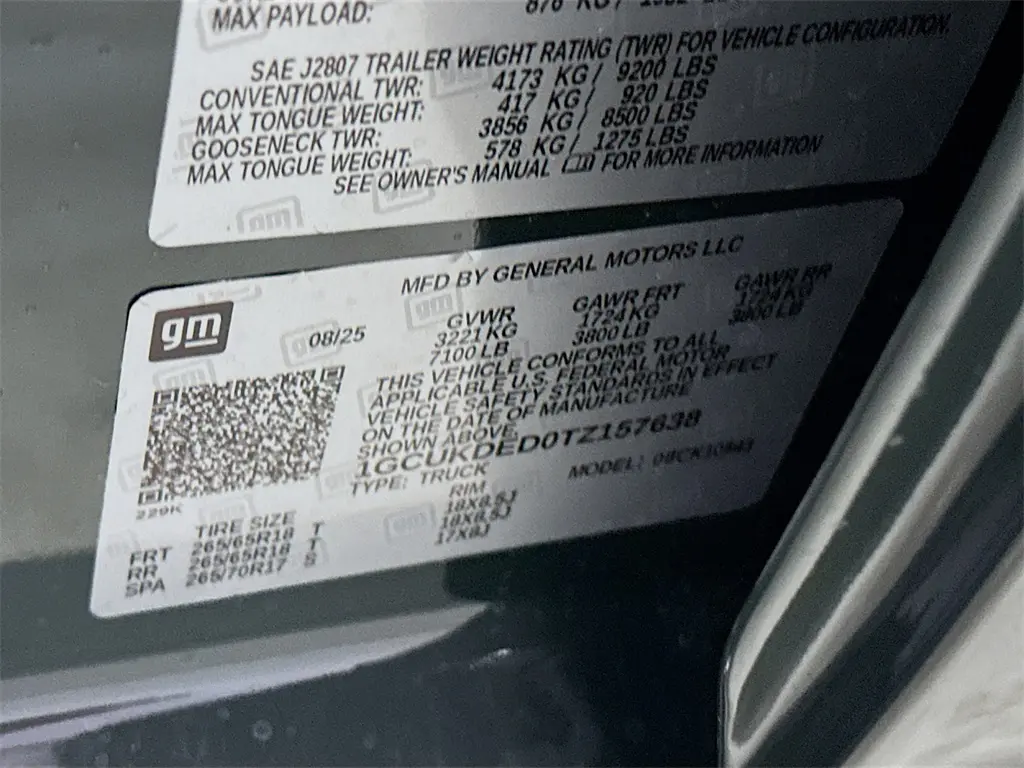 MAX PAYLOAD: 878 KG/
SAE J2807 TRAILER WEIGHT RATING (TWR) FOR VEHICLE CONFIGURATION.
CONVENTIONAL TWR: 4173 KG/ 9200 LBS
MAX TONGUE WEIGHT: 417 KG/ 920 LBS
GOOSENECK TWR: 3856 KG/ 8500 LBS
MAX TONGUE WEIGHT: 578 KG/ 1275 LBS
SEE OWNER'S MANUAL FOR MORE INFORMATION
gm
MFD BY GENERAL MOTORS LLC
08/25 GVWR GAWR FRT GAWR RR
3221 KG 1724 KG 1724 KG
7100 LB 3800 LB 3800 LB
THIS VEHICLE CONFORMS TO ALL
APPLICABLE U.S. FEDERAL MOTOR
VEHICLE SAFETY STANDARDS IN EFFECT
ON THE DATE OF MANUFACTURE
SHOWN ABOVE.
1GCUKDED0TZ157638
TYPE: TRUCK MODEL:
229K
TIRE SIZE RIM
FRT 265/65R18 T 18X8.5J
RR 265/65R18 T 18X8.5J
SPA 265/70R17 S 17X8J